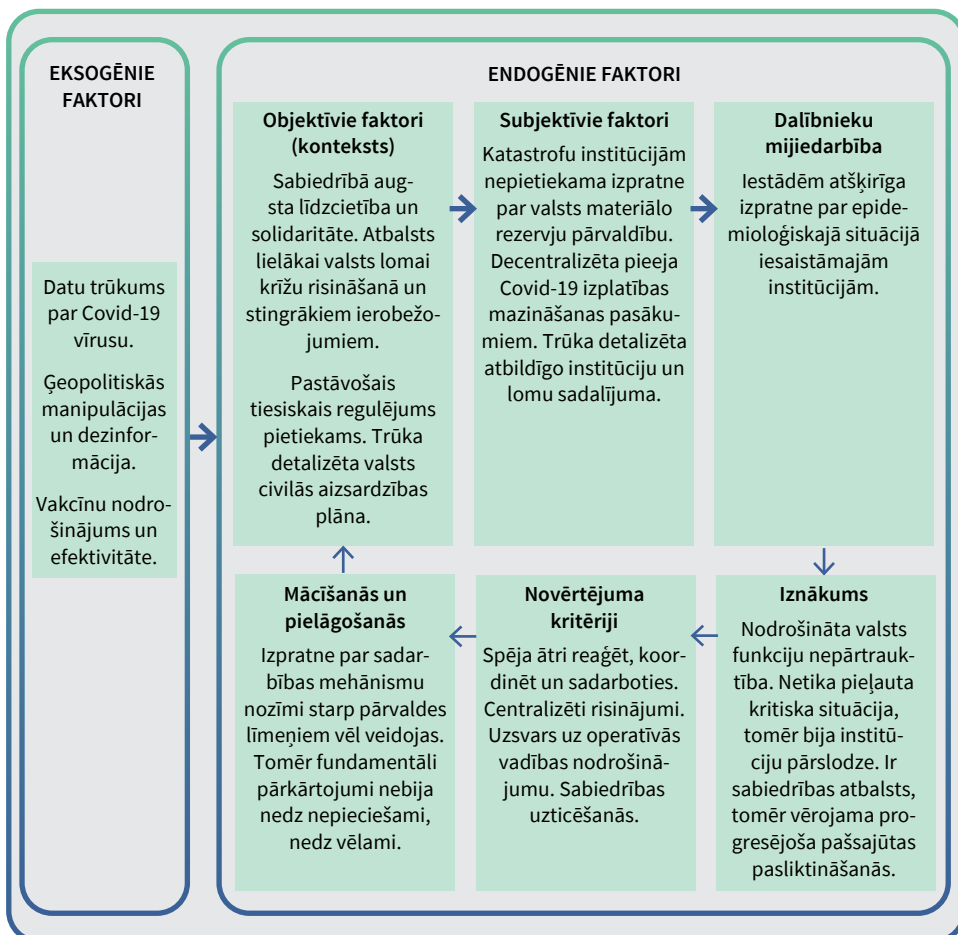 EKSOGĒNIE
FAKTORI
Datu trūkums
par Covid-19
vīrusu.
Ģeopolitiskās
manipulācijas
un dezinfor-
mācija.
Vakcīnu nodro-
šinājums un
efektivitāte.
ENDOGĒNIE FAKTORI
Objektīvie faktori
(konteksts)
Sabiedrībā aug-
sta līdzcietība un
solidaritāte. Atbalsts
lielākai valsts lomai
krīžu risināšanā un
stingrākiem ierobežo-
jumiem.
Pastāvošais
tiesiskais regulējums
pietiekams. Trūka
detalizēta valsts
civilās aizsardzības
plāna.
Subjektīvie faktori
Katastrofu institūcijām
nepietiekama izpratne
par valsts materiālo
rezervju pārvaldību.
Decentralizēta pieeja
Covid-19 izplatības
mazināšanas pasāku-
miem. Trūka detalizēta
atbildīgo institūciju un
lomu sadalījuma.
Dalībnieku
mijiedarbība
Iestādēm atšķirīga
izpratne par epide-
mioloģiskajā situācijā
iesaistāmajām
institūcijām.
Mācīšanās un
pielāgošanās
Izpratne par sadar-
bības mehānismu
nozīmi starp pārvaldes
līmeņiem vēl veidojas.
Tomēr fundamentāli
pārkārtojumi nebija
nedz nepieciešami,
nedz vēlami.
Novērtējuma
kritēriji
Spēja ātri reaģēt, koor-
dinēt un sadarboties.
Centralizēti risinājumi.
Uzsvars uz operatīvās
vadības nodrošinā-
jumu. Sabiedrības
uzticēšanās.
Iznākums
Nodrošināta valsts
funkciju nepārtrauk-
tība. Netika pieļauta
kritiska situācija,
tomēr bija institū-
ciju pārslodze. Ir
sabiedrības atbalsts,
tomēr vērojama pro-
gresējoša pašsajūtas
pasliktināšanās.